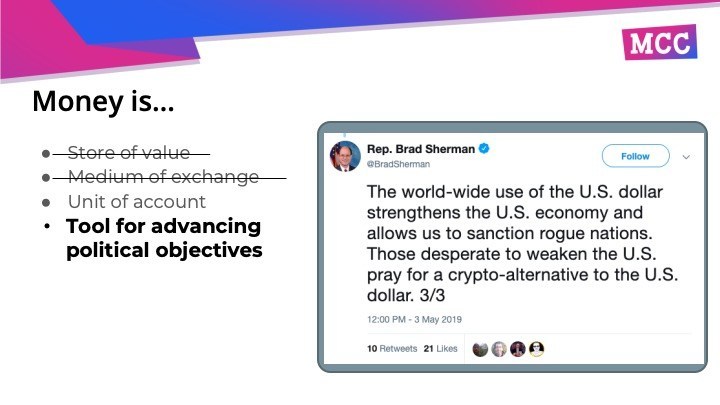 MCC
Money is...
● Store of value
● Medium of exchange
● Unit of account
• Tool for advancing
political objectives
Rep. Brad Sherman
@BradSherman
Follow
The world-wide use of the U.S. dollar
strengthens the U.S. economy and
allows us to sanction rogue nations.
Those desperate to weaken the U.S.
pray for a crypto-alternative to the U.S.
dollar. 3/3
12:00 PM - 3 May 2019
10 Retweets 21 Likes